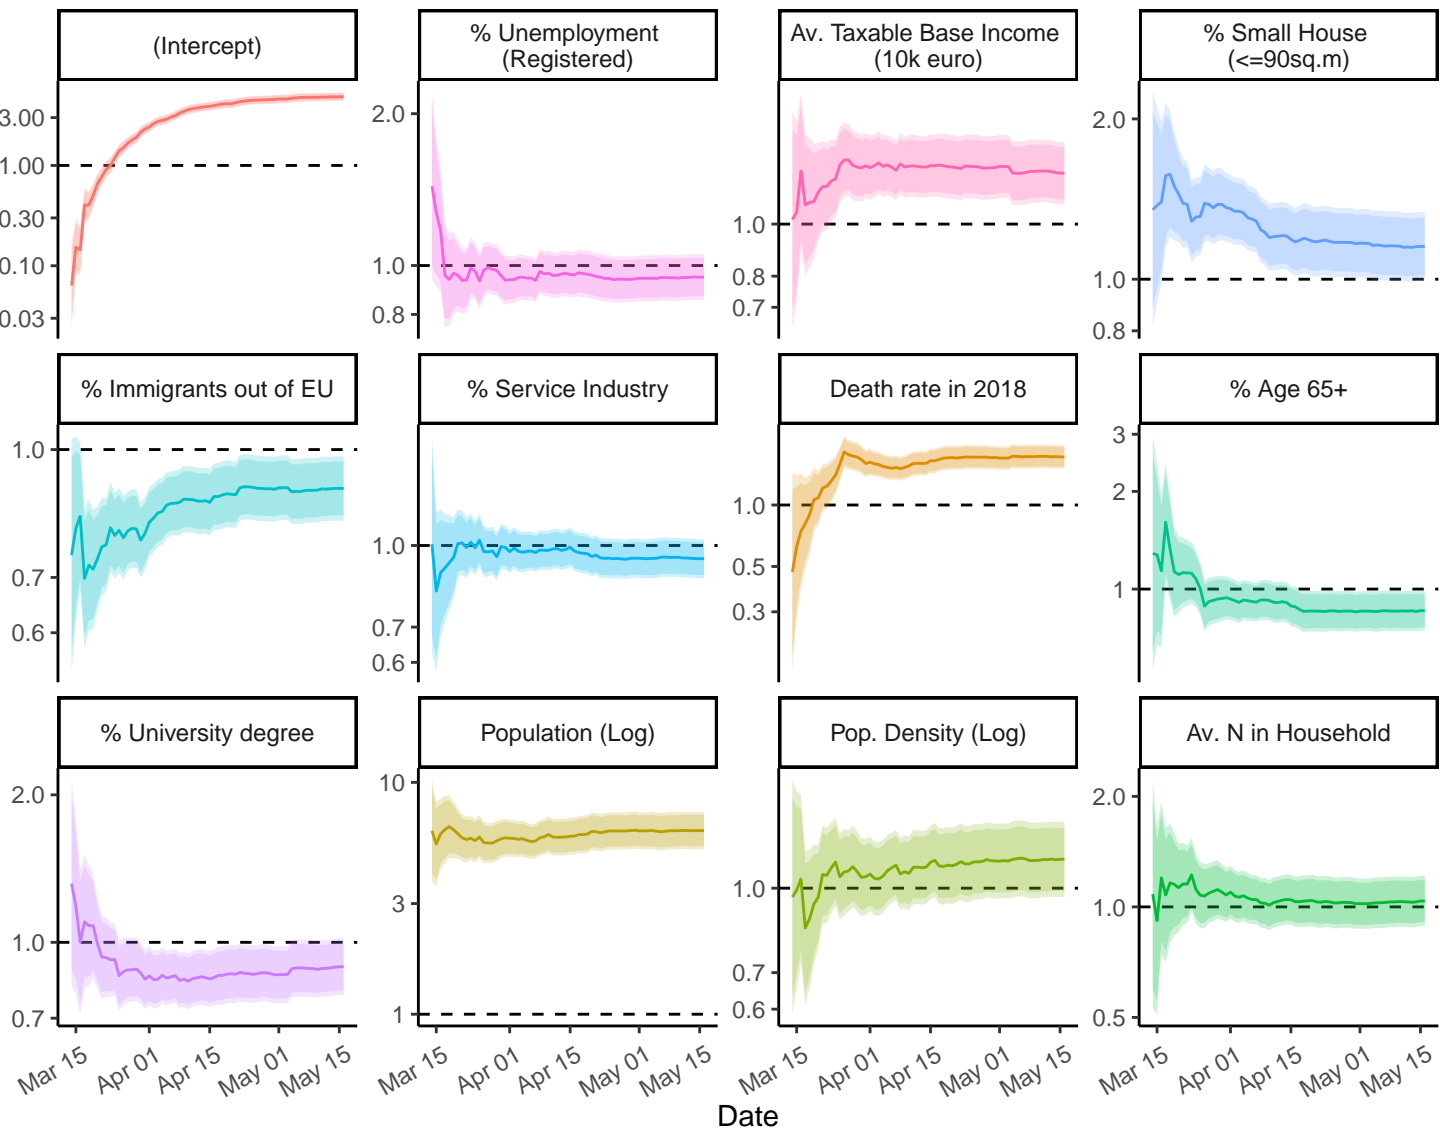 (Intercept)
% Unemployment
(Registered)
Av. Taxable Base Income
(10k euro)
% Small House
(<=90sq.m)
3.00
1.00
0.30
0.10
0.03
2.0
1.0
0.8
1.0
0.8
0.7
2.0
1.0
0.8
% Immigrants out of EU
% Service Industry
Death rate in 2018
% Age 65+
1.0
0.7
0.6
1.0
0.7
0.6
1.0
0.5
0.3
3
2
1
% University degree
Population (Log)
Pop. Density (Log)
Av. N in Household
2.0
1.0
0.7
10
3
1
1.0
0.7
0.6
2.0
1.0
0.5
Mar 15
Apr 01
Apr 15
May 01
May 15
Mar 15
Apr 01
Apr 15
May 01
May 15
Mar 15
Apr 01
Apr 15
May 01
May 15
Mar 15
Apr 01
Apr 15
May 01
May 15
Date